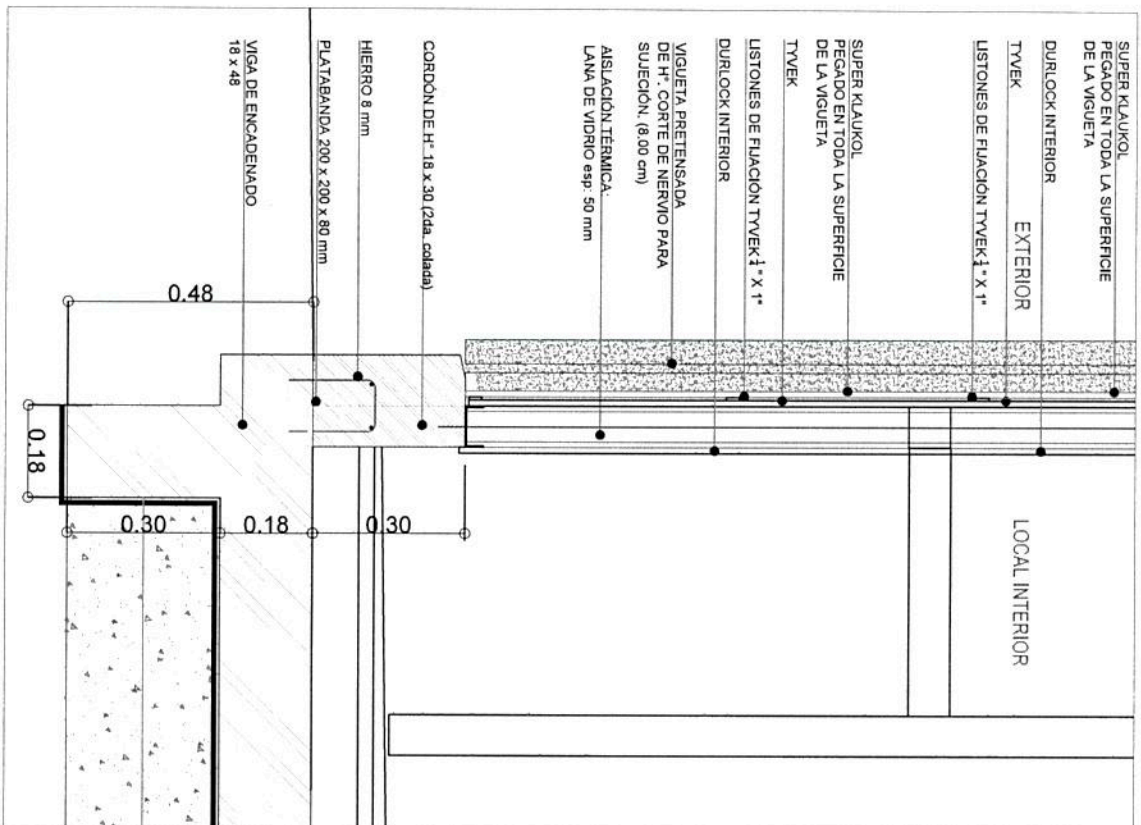 SUPER KLAUKOL
PEGADO EN TODA LA SUPERFICIE
DE LA VIGUETA
DURLOCK INTERIOR
TYVEK
EXTERIOR
LOCAL INTERIOR
LISTONES DE FIJACIÓN TYVEK ½" X 1"
SUPER KLAUKOL
PEGADO EN TODA LA SUPERFICIE
DE LA VIGUETA
TYVEK
LISTONES DE FIJACIÓN TYVEK ½" X 1"
DURLOCK INTERIOR
VIGUETA PRETENSADA
DE Hº. CORTE DE NERVIO PARA
SUJECIÓN. (8.00 cm)
AISLACIÓN TÉRMICA:
LANA DE VIDRIO esp: 50 mm
CORDÓN DE Hº 18 x 30 (2da. colada)
HIERRO 8 mm
PLATABANDA 200 x 200 x 80 mm
VIGA DE ENCADENADO
18 x 48
0.48
0.30
0.18
0.30
0.18